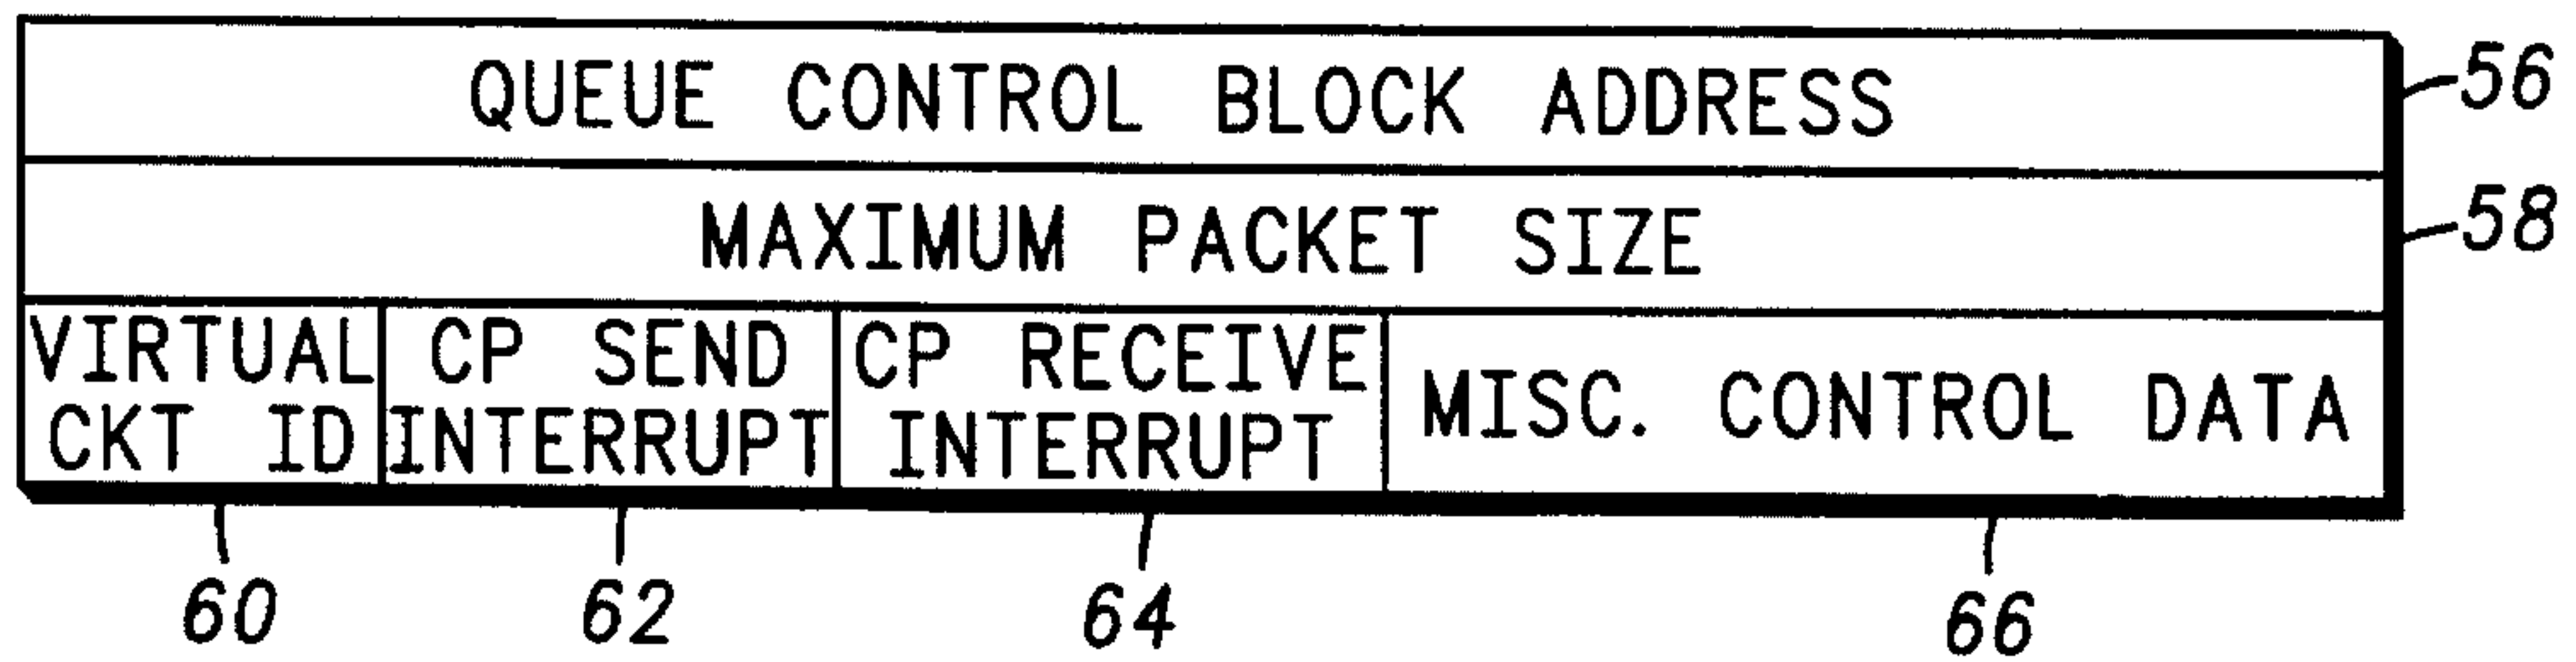 QUEUE CONTROL BLOCK ADDRESS
56
MAXIMUM PACKET SIZE
58
VIRTUAL
CKT ID
CP SEND
INTERRUPT
CP RECEIVE
INTERRUPT
MISC. CONTROL DATA
60
62
64
66